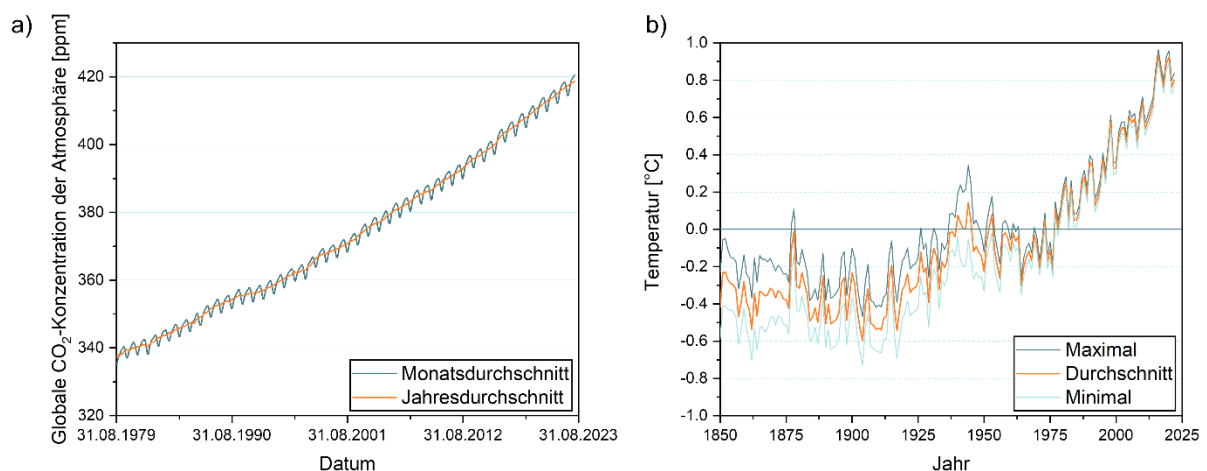 a)
Globale CO₂-Konzentration der Atmosphäre [ppm]
420
400
380
360
340
320
31.08.1979
31.08.1990
31.08.2001
31.08.2012
31.08.2023
Datum
Monatsdurchschnitt
Jahresdurchschnitt
b)
Temperatur [°C]
1.0
0.8
0.6
0.4
0.2
0.0
-0.2
-0.4
-0.6
-0.8
-1.0
1850
1875
1900
1925
1950
1975
2000
2025
Jahr
Maximal
Durchschnitt
Minimal